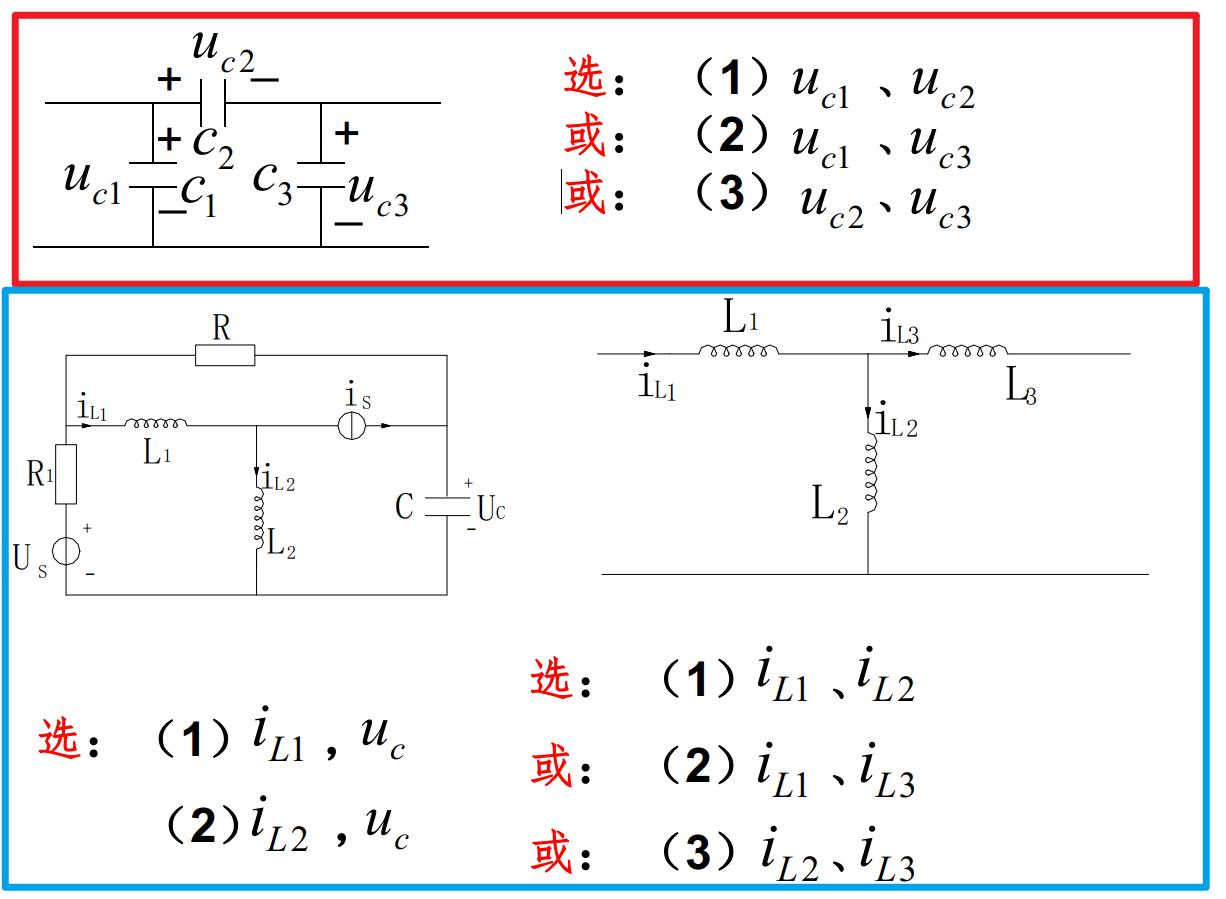 u_{c2}
+ −
+ c_2 +
u_{c1} c_1 c_3 u_{c3}
− −
选： （1） u_{c1} 、u_{c2}
或： （2） u_{c1} 、u_{c3}
或： （3） u_{c2} 、u_{c3}
R
i_{L1} i_S
L_1
R_1 i_{L2} +
C U_C
+ L_2 -
U_S
-
L_1 i_{L3}
i_{L1} L_3
i_{L2}
L_2
选： （1） i_{L1} , u_c
（2） i_{L2} , u_c
选： （1） i_{L1} 、i_{L2}
或： （2） i_{L1} 、i_{L3}
或： （3） i_{L2} 、i_{L3}